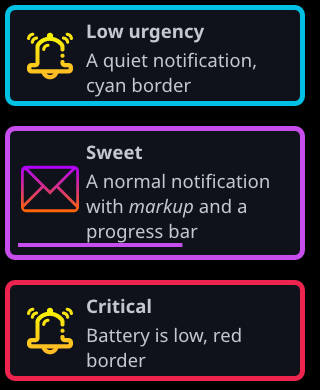 Low urgency
A quiet notification,
cyan border
Sweet
A normal notification
with markup and a
progress bar
Critical
Battery is low, red
border